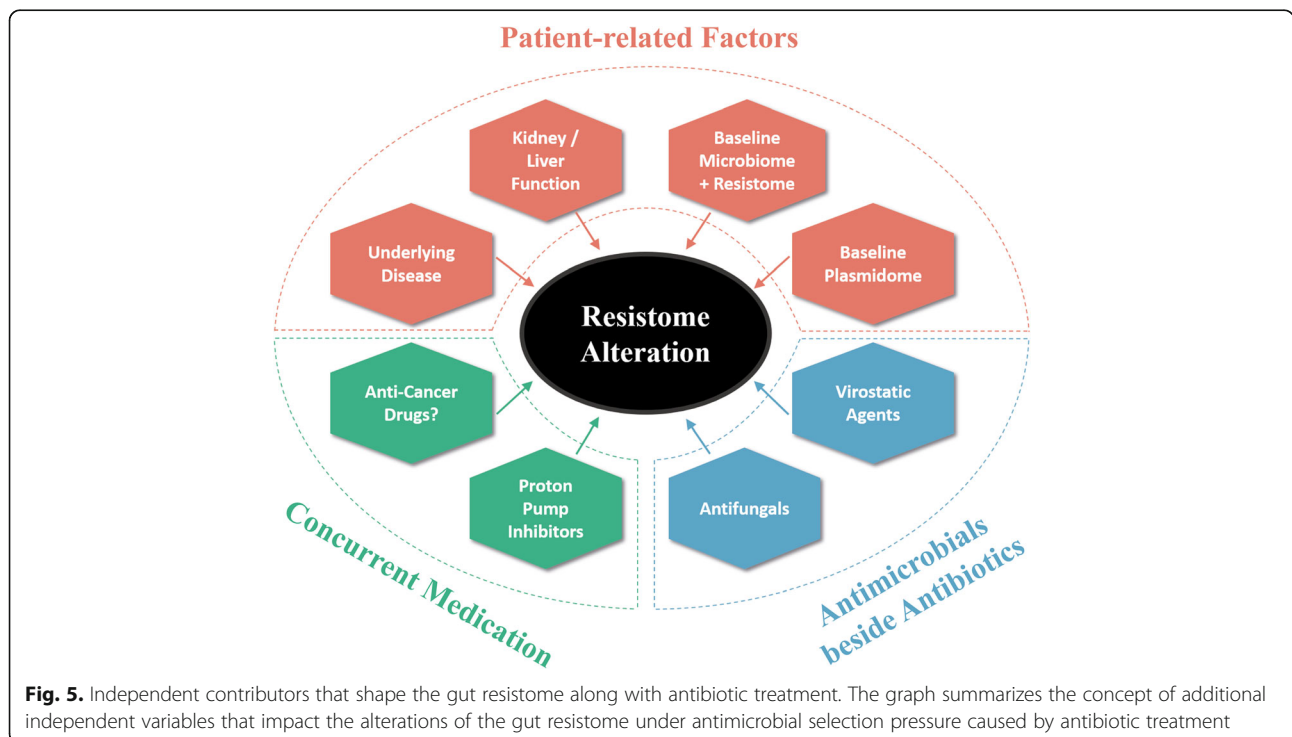 Patient-related Factors
Kidney /
Liver
Function
Baseline
Microbiome
+ Resistome
Underlying
Disease
Baseline
Plasmidome
Resistome
Alteration
Anti-Cancer
Drugs?
Virostatic
Agents
Proton
Pump
Inhibitors
Antifungals
Concurrent Medication
Antimicrobials
beside Antibiotics
Fig. 5. Independent contributors that shape the gut resistome along with antibiotic treatment. The graph summarizes the concept of additional
independent variables that impact the alterations of the gut resistome under antimicrobial selection pressure caused by antibiotic treatment